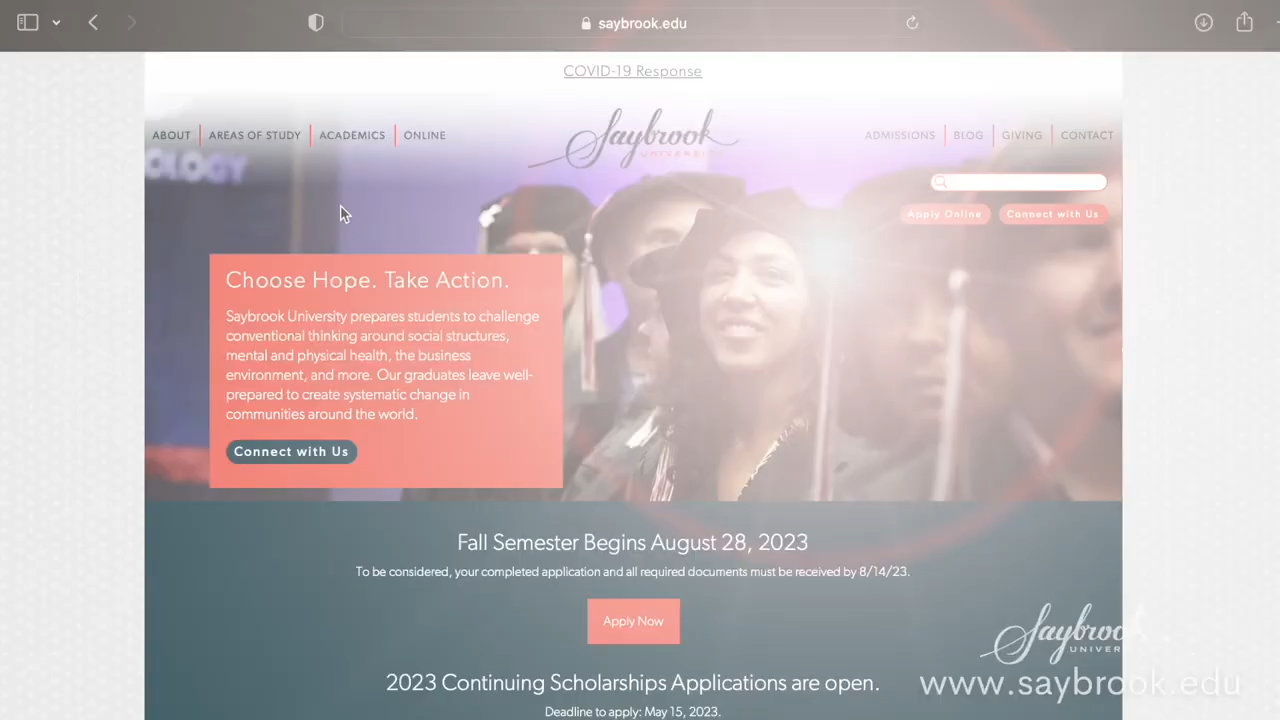 saybrook.edu
COVID-19 Response
ABOUT AREAS OF STUDY ACADEMICS ONLINE
Saybrook
UNIVERSITY
ADMISSIONS BLOG GIVING CONTACT
OLOGY
Apply Online Connect with Us
Choose Hope. Take Action.
Saybrook University prepares students to challenge
conventional thinking around social structures,
mental and physical health, the business
environment, and more. Our graduates leave well-
prepared to create systematic change in
communities around the world.
Connect with Us
Fall Semester Begins August 28, 2023
To be considered, your completed application and all required documents must be received by 8/14/23.
Apply Now
2023 Continuing Scholarships Applications are open.
Deadline to apply: May 15, 2023.
Saybrook
UNIVER
www.saybrook.edu